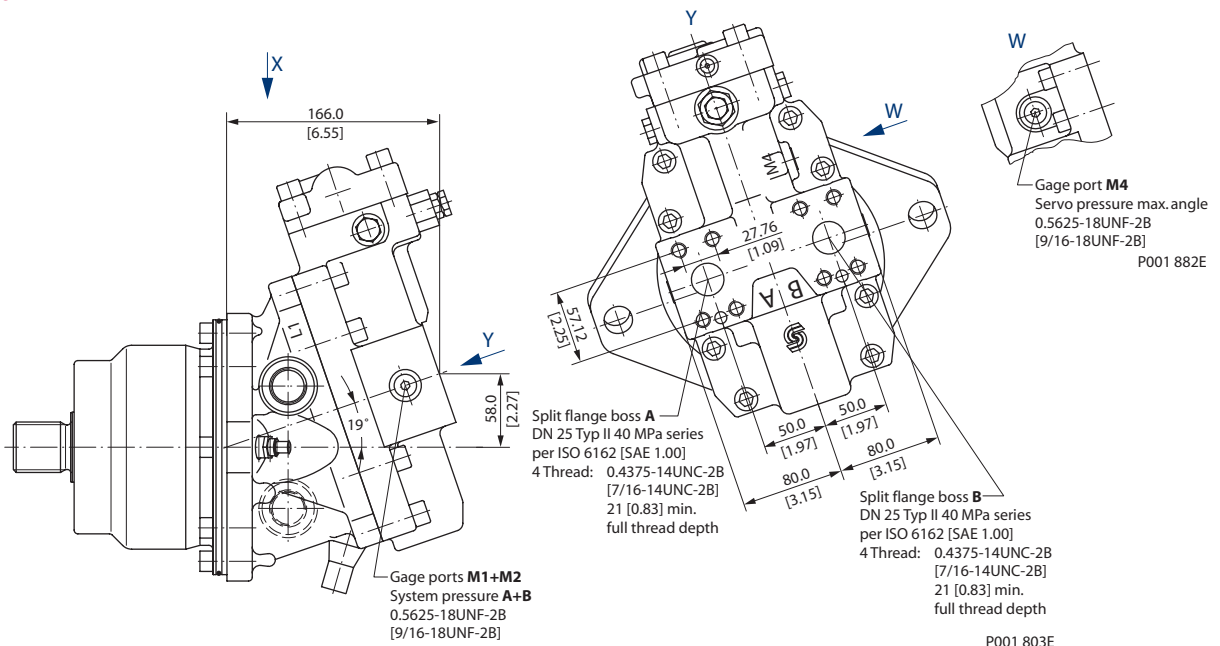 X
166.0
[6.55]
L1
19°
Y
58.0
[2.27]
Gage ports M1+M2
System pressure A+B
0.5625-18UNF-2B
[9/16-18UNF-2B]
Y
W
M4
27.76
[1.09]
57.12
[2.25]
B A
50.0
[1.97]
50.0
[1.97]
80.0
[3.15]
80.0
[3.15]
Split flange boss A
DN 25 Typ II 40 MPa series
per ISO 6162 [SAE 1.00]
4 Thread: 0.4375-14UNC-2B
[7/16-14UNC-2B]
21 [0.83] min.
full thread depth
Split flange boss B
DN 25 Typ II 40 MPa series
per ISO 6162 [SAE 1.00]
4 Thread: 0.4375-14UNC-2B
[7/16-14UNC-2B]
21 [0.83] min.
full thread depth
P001 803E
W
Gage port M4
Servo pressure max. angle
0.5625-18UNF-2B
[9/16-18UNF-2B]
P001 882E